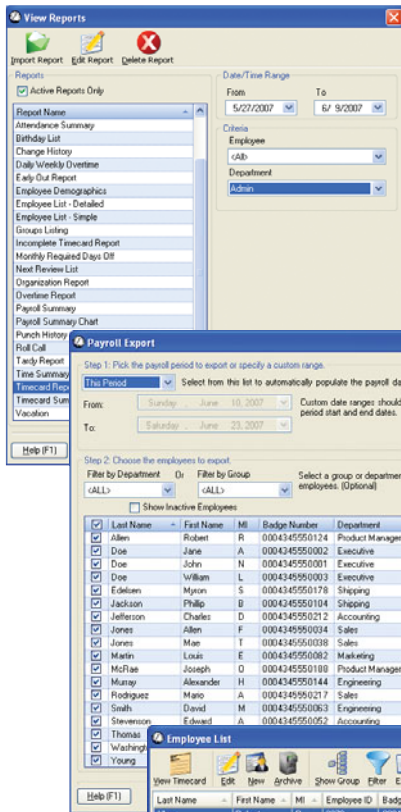 View Reports
Import Report Edit Report Delete Report
Reports
Active Reports Only
Report Name
Attendance Summary
Birthday List
Change History
Daily Weekly Overtime
Early Out Report
Employee Demographics
Employee List - Detailed
Employee List - Simple
Groups Listing
Incomplete Timecard Report
Monthly Required Days Off
Next Review List
Organization Report
Overtime Report
Payroll Summary
Payroll Summary Chart
Punch History
Roll Call
Tardy Report
Time Summary
Timecard Repo
Timecard Sum
Vacation
Help (F1)
Date/Time Range
From To
5/27/2007 6/ 9/2007
Criteria
Employee
<All>
Department
Admin
Payroll Export
Step 1: Pick the payroll period to export or specify a custom range.
This Period Select from this list to automatically populate the payroll da
From: Sunday , June 10, 2007 Custom date ranges should
period start and end dates.
To: Saturday , June 23, 2007
Step 2: Choose the employees to export.
Filter by Department Or Filter by Group Select a group or departmen
<ALL> <ALL> employees. (Optional)
Show Inactive Employees
Last Name First Name MI Badge Number Department
Allen Robert R 0004345550124 Product Manager
Doe Jane A 0004345550002 Executive
Doe John N 0004345550001 Executive
Doe William L 0004345550003 Executive
Edelsen Myron S 0004345550178 Shipping
Jackson Phillip B 0004345550104 Shipping
Jefferson Charles D 0004345550212 Accounting
Jones Allen F 0004345550034 Sales
Jones Mae T 0004345550038 Sales
Martin Louis E 0004345550082 Marketing
McRae Joseph O 0004345550188 Product Manager
Murray Alexander H 0004345550144 Engineering
Rodriguez Mario A 0004345550217 Sales
Smith David M 0004345550063 Engineering
Stevenson Edward A 0004345550052 Accounting
Thomas
Washingt
Young
Help (F1)
Employee List
View Timecard Edit New Archive Show Group Filter E
Last Name First Name MI Employee ID Badg